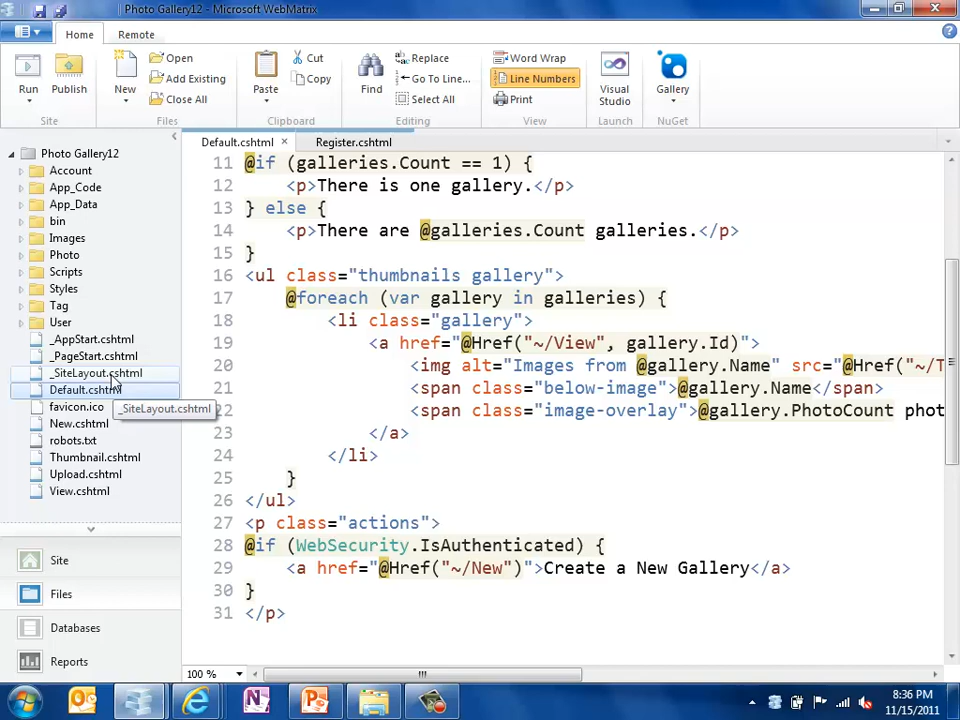 Photo Gallery12 - Microsoft WebMatrix
Home Remote
Open Cut Replace Word Wrap
Add Existing Copy Go To Line... Line Numbers
Run Publish New Close All Paste Find Select All Print Visual Studio Gallery
Site Files Clipboard Editing View Launch NuGet
Default.cshtml Register.cshtml
Photo Gallery12
Account
App_Code
App_Data
bin
Images
Photo
Scripts
Styles
Tag
User
_AppStart.cshtml
_PageStart.cshtml
_SiteLayout.cshtml
Default.cshtml
_SiteLayout.cshtml
favicon.ico
New.cshtml
robots.txt
Thumbnail.cshtml
Upload.cshtml
View.cshtml
Site
Files
Databases
Reports
11 @if (galleries.Count == 1) {
12 <p>There is one gallery.</p>
13 } else {
14 <p>There are @galleries.Count galleries.</p>
15 }
16 <ul class="thumbnails gallery">
17 @foreach (var gallery in galleries) {
18 <li class="gallery">
19 <a href="@Href("~/View", gallery.Id)">
20 <img alt="Images from @gallery.Name" src="@Href("~/T
21 <span class="below-image">@gallery.Name</span>
22 <span class="image-overlay">@gallery.PhotoCount phot
23 </a>
24 </li>
25 }
26 </ul>
27 <p class="actions">
28 @if (WebSecurity.IsAuthenticated) {
29 <a href="@Href("~/New")">Create a New Gallery</a>
30 }
31 </p>
100 %
8:36 PM
11/15/2011